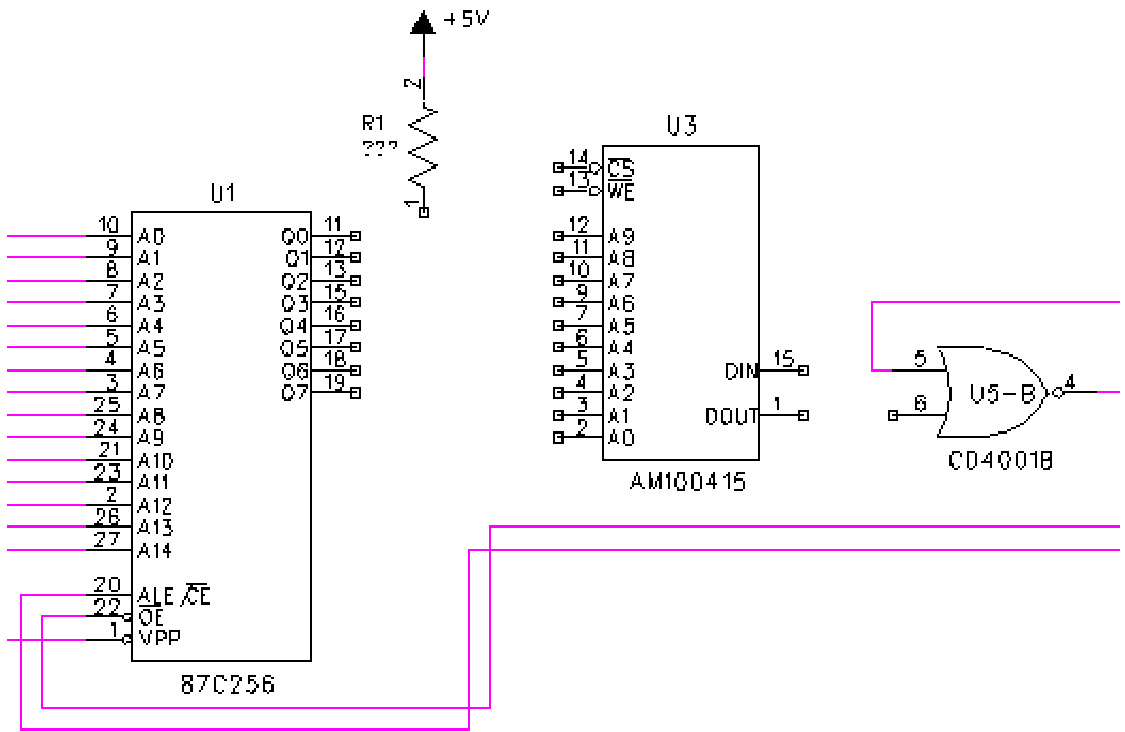 +5V
2
R1
???
1
U3
14 CS
13 WE
12 A9
11 A8
10 A7
9 A6
7 A5
6 A4
5 A3
4 A2
3 A1
2 A0
DIN 15
DOUT 1
AM100415
U1
10 A0 Q0 11
9 A1 Q1 12
8 A2 Q2 13
7 A3 Q3 15
6 A4 Q4 16
5 A5 Q5 17
4 A6 Q6 18
3 A7 Q7 19
25 A8
24 A9
21 A10
23 A11
2 A12
26 A13
27 A14
20 ALE/CE
22 OE
1 VPP
87C256
5
6
U5-B
4
CD4001B